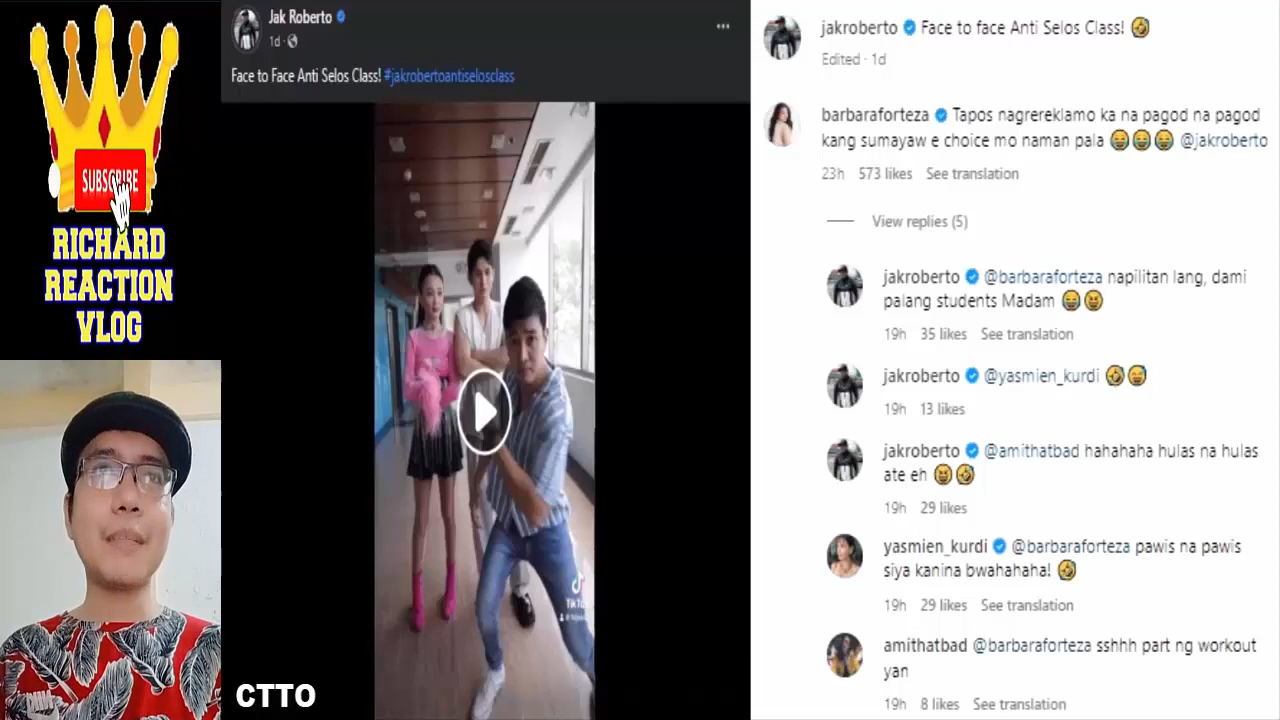 SUBSCRIBE
RICHARD
REACTION
VLOG
Jak Roberto
1d
Face to Face Anti Selos Class! #jakrobertoantiselosclass
TikTok
CTTO
jakroberto Face to face Anti Selos Class! 🤣
Edited · 1d
barbaraforteza Tapos nagrereklamo ka na pagod na pagod
kang sumayaw e choice mo naman pala 😂😂😂 @jakroberto
23h 573 likes See translation
View replies (5)
jakroberto @barbaraforteza napilitan lang, dami
palang students Madam 😂😆
19h 35 likes See translation
jakroberto @yasmien_kurdi 🤣😅
19h 13 likes
jakroberto @amithatbad hahahaha hulas na hulas
ate eh 😆🤣
19h 29 likes
yasmien_kurdi @barbaraforteza pawis na pawis
siya kanina bwahahaha! 🤣
19h 29 likes See translation
amithatbad @barbaraforteza sshhh part ng workout
yan
19h 8 likes See translation